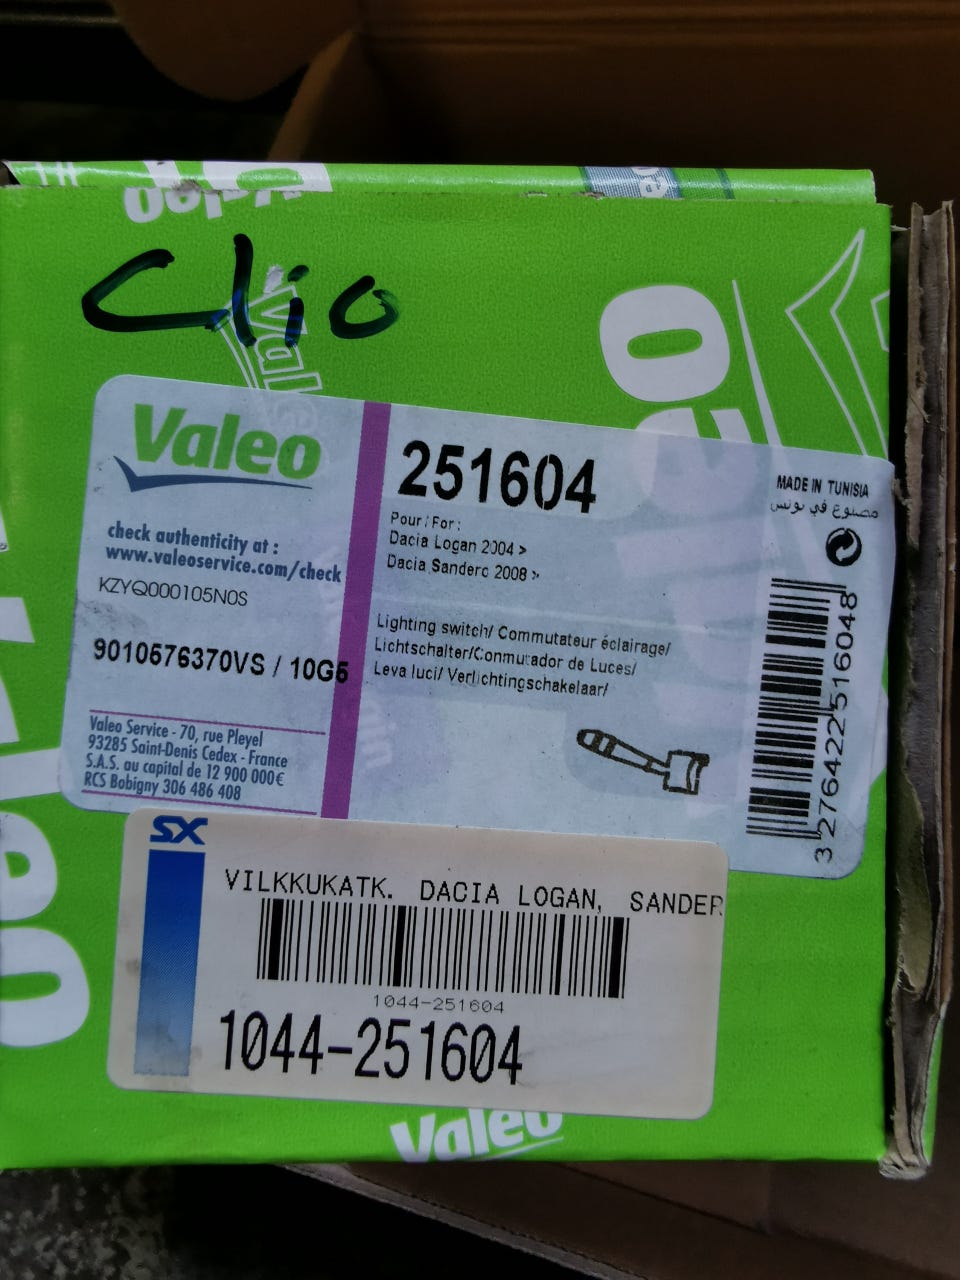 Valeo
Clio
Valeo
Valeo
251604
MADE IN TUNISIA
مصنوع في تونس
Pour / For :
Dacia Logan 2004 >
Dacia Sandero 2008 >
check authenticity at :
www.valeoservice.com/check
KZYQ000105N0S
9010576370VS / 10G5
Lighting switch/ Commutateur éclairage/
Lichtschalter/Conmutador de Luces/
Leva luci/ Verlichtingschakelaar/
Valeo Service - 70, rue Pleyel
93285 Saint-Denis Cedex - France
S.A.S. au capital de 12 900 000€
RCS Bobigny 306 486 408
3 276422 516048
SX
VILKKUKATK. DACIA LOGAN, SANDER
1044-251604
1044-251604
Valeo